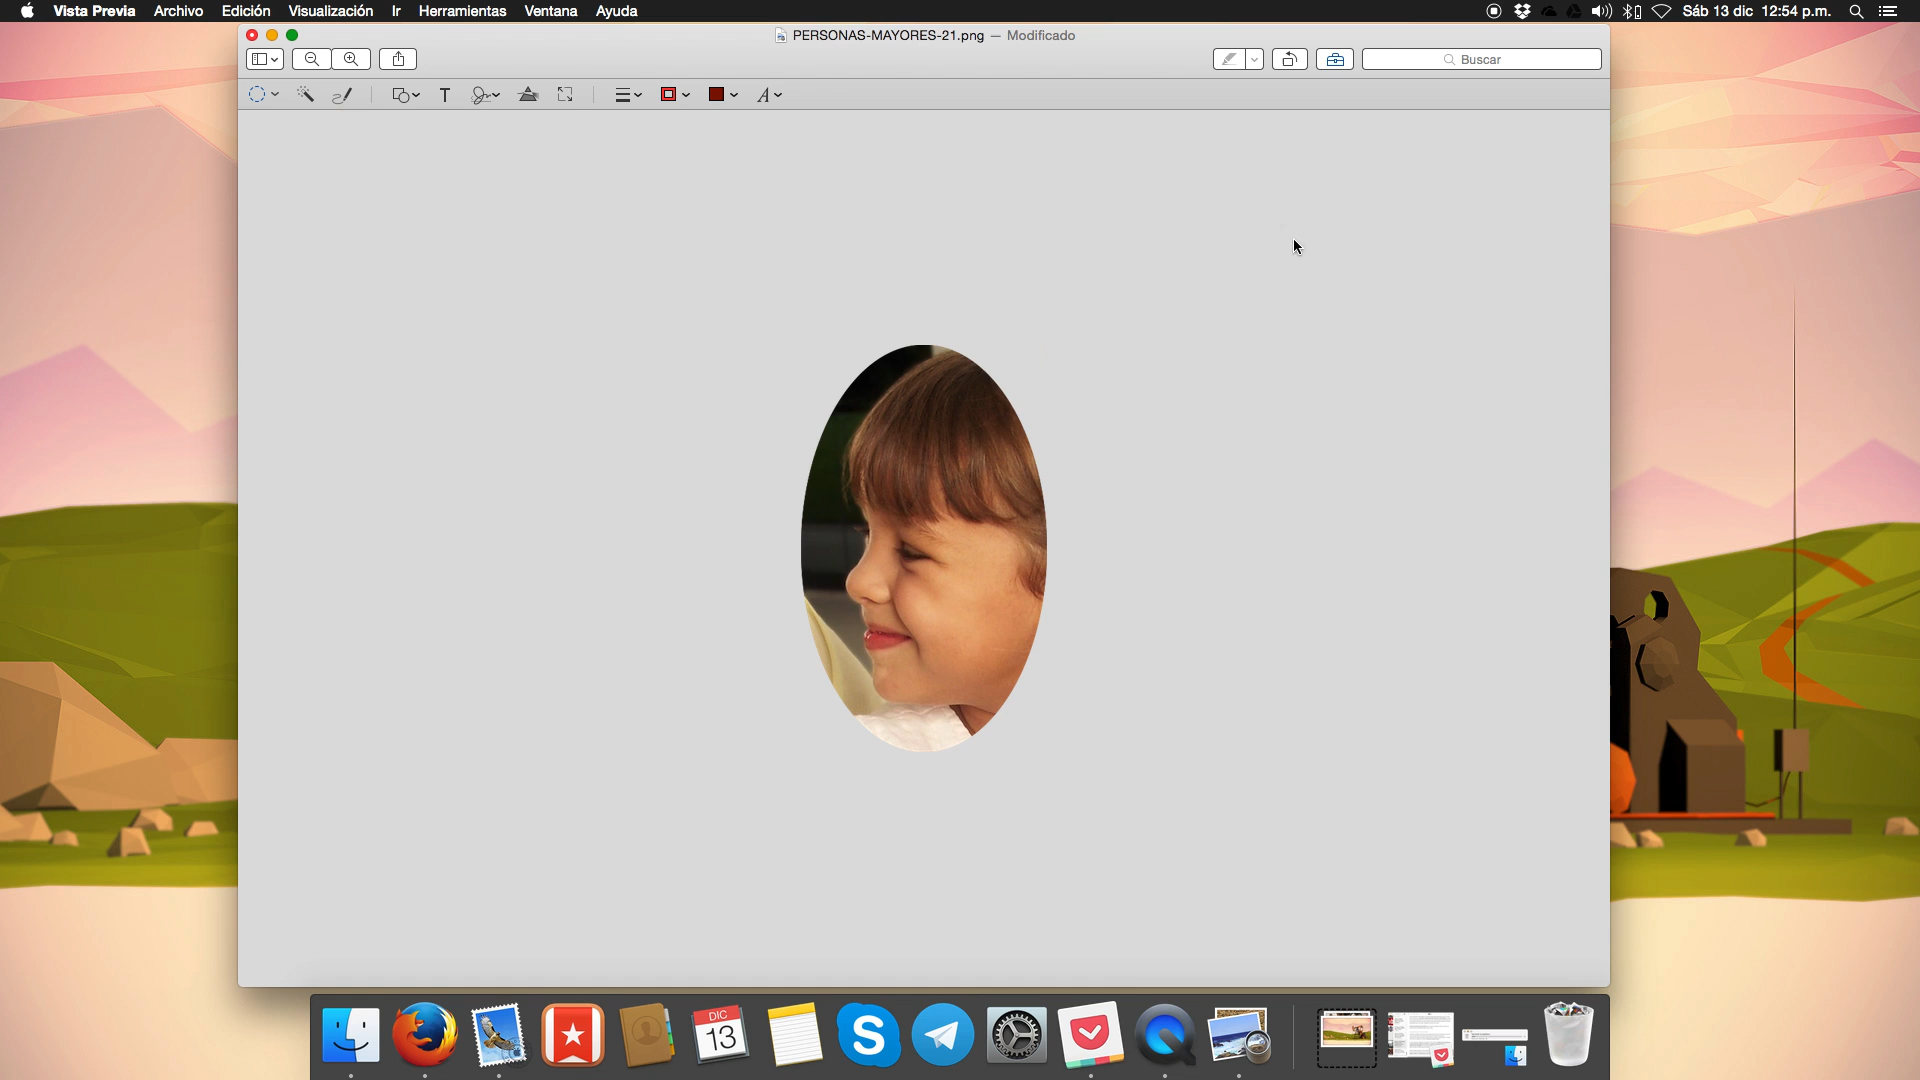 Vista Previa Archivo Edición Visualización Ir Herramientas Ventana Ayuda Sáb 13 dic 12:54 p.m.
PERSONAS-MAYORES-21.png — Modificado
Buscar
T A
DIC
13
S